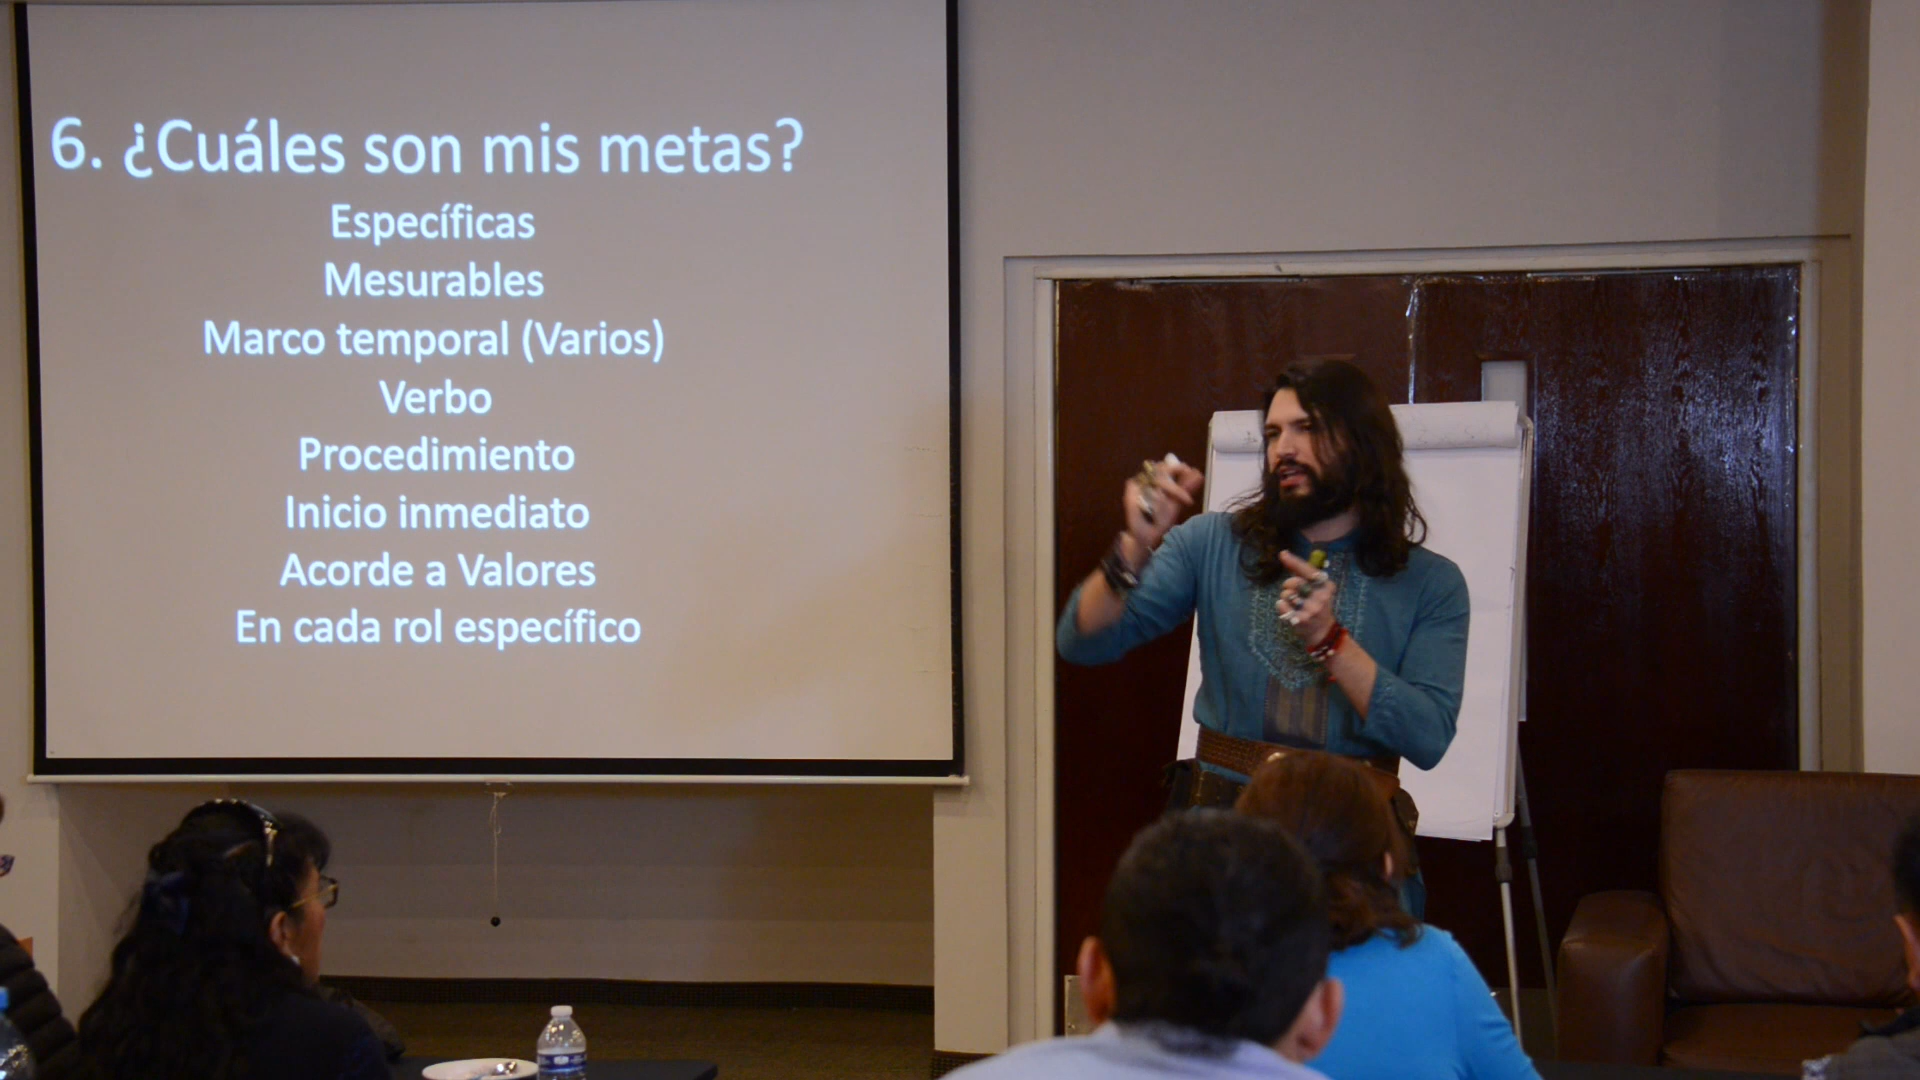 6. ¿Cuáles son mis metas?
Específicas
Mesurables
Marco temporal (Varios)
Verbo
Procedimiento
Inicio inmediato
Acorde a Valores
En cada rol específico